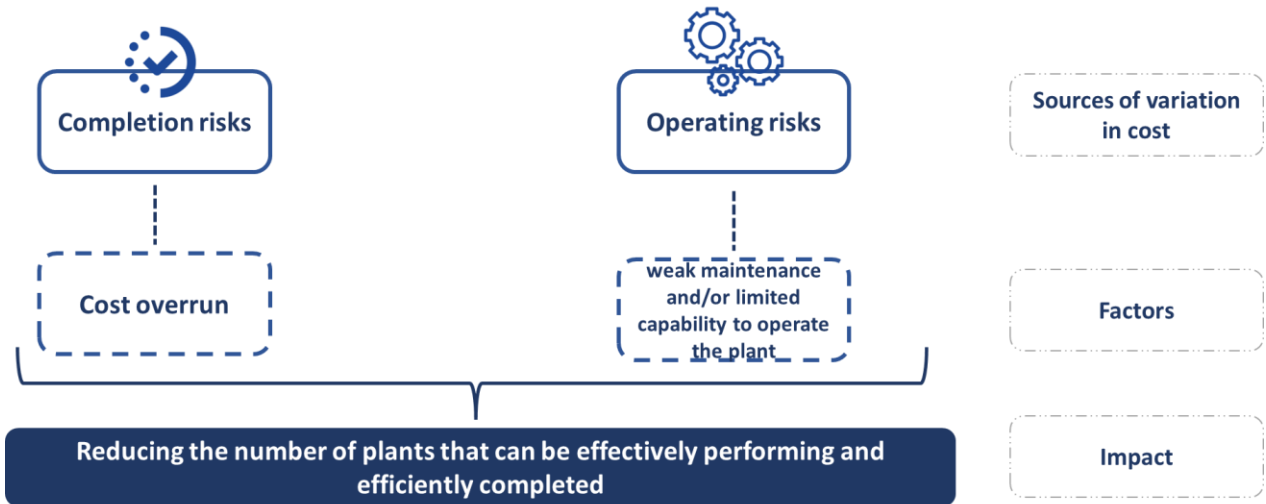 Completion risks
Operating risks
Sources of variation
in cost
Cost overrun
weak maintenance
and/or limited
capability to operate
the plant
Factors
Reducing the number of plants that can be effectively performing and
efficiently completed
Impact